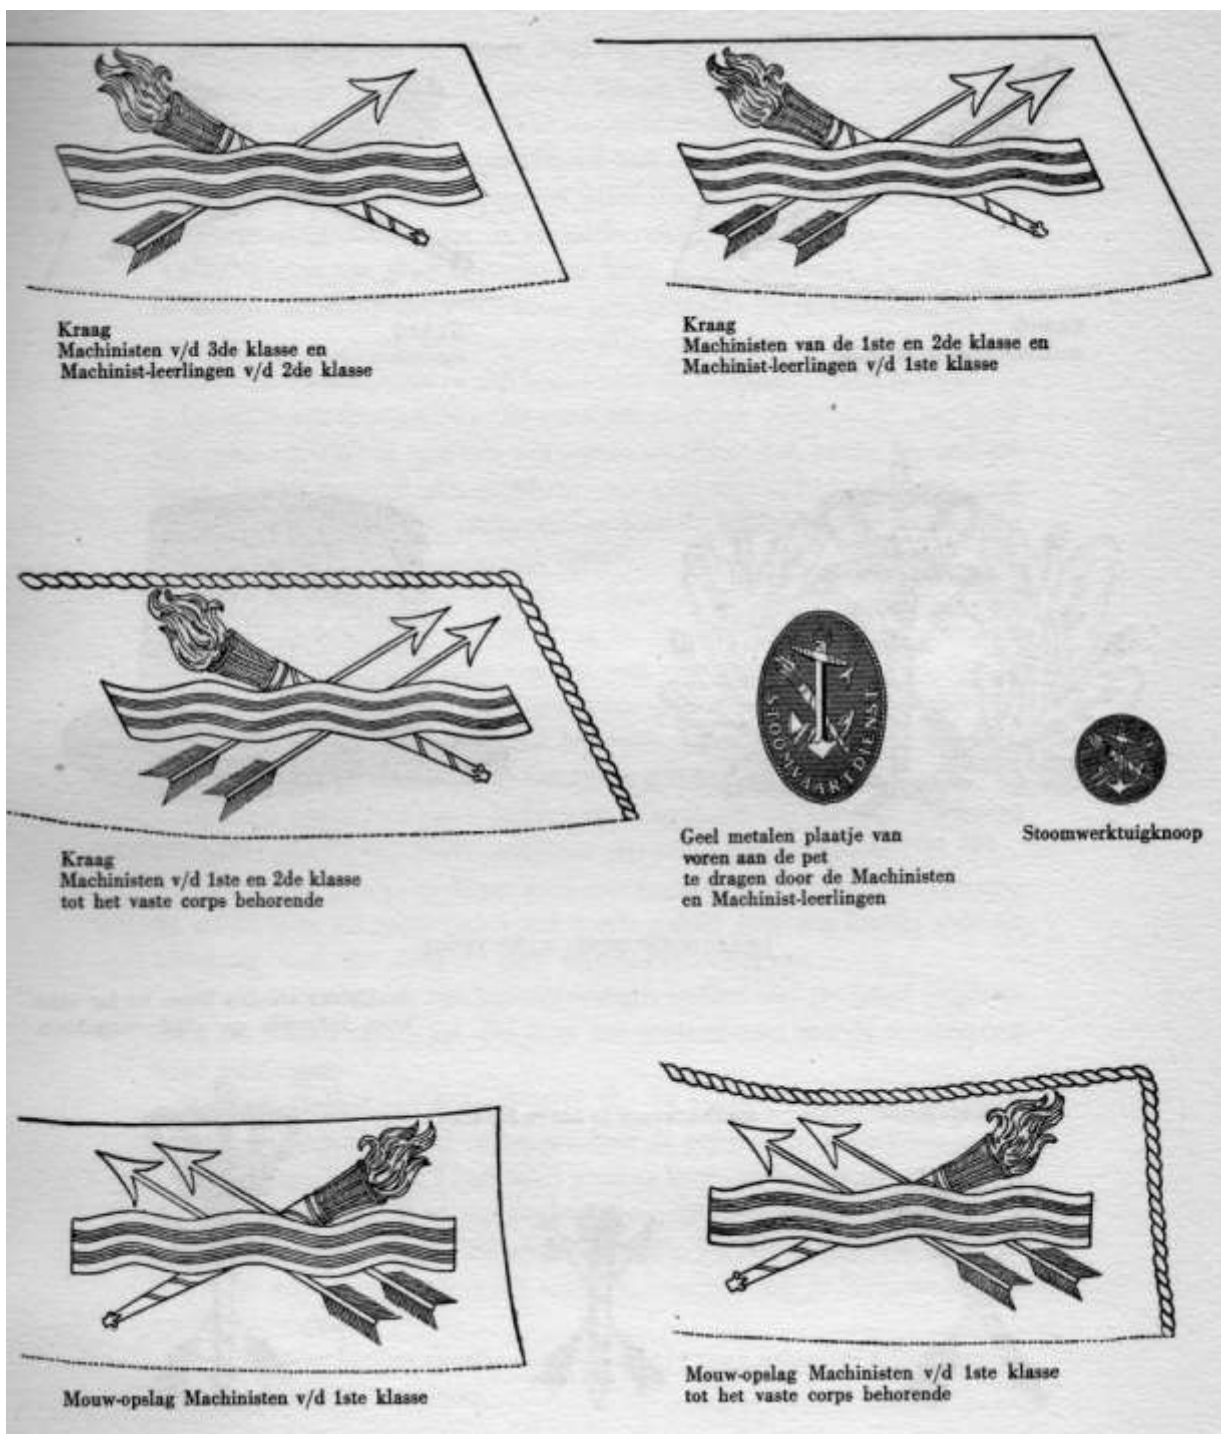 Kraag
Machinisten v/d 3de klasse en
Machinist-leerlingen v/d 2de klasse
Kraag
Machinisten van de 1ste en 2de klasse en
Machinist-leerlingen v/d 1ste klasse
Kraag
Machinisten v/d 1ste en 2de klasse
tot het vaste corps behorende
STOOMVAARTDIENST
Geel metalen plaatje van
voren aan de pet
te dragen door de Machinisten
en Machinist-leerlingen
Stoomwerktuigknoop
Mouw-opslag Machinisten v/d 1ste klasse
Mouw-opslag Machinisten v/d 1ste klasse
tot het vaste corps behorende